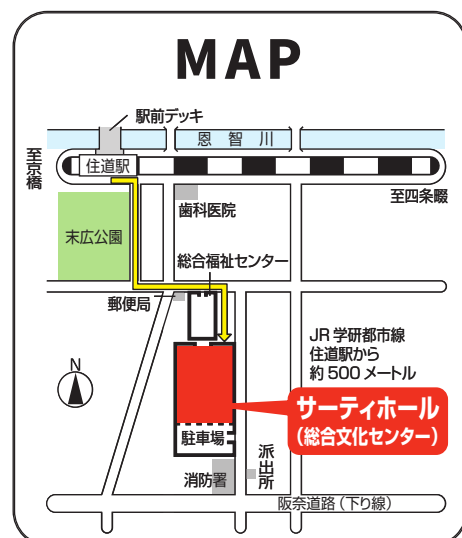 MAP
駅前デッキ
恩智川
至京橋
住道駅
至四条畷
歯科医院
末広公園
総合福祉センター
郵便局
N
JR学研都市線
住道駅から
約500メートル
サーティホール
(総合文化センター)
駐車場
消防署
派出所
阪奈道路(下り線)